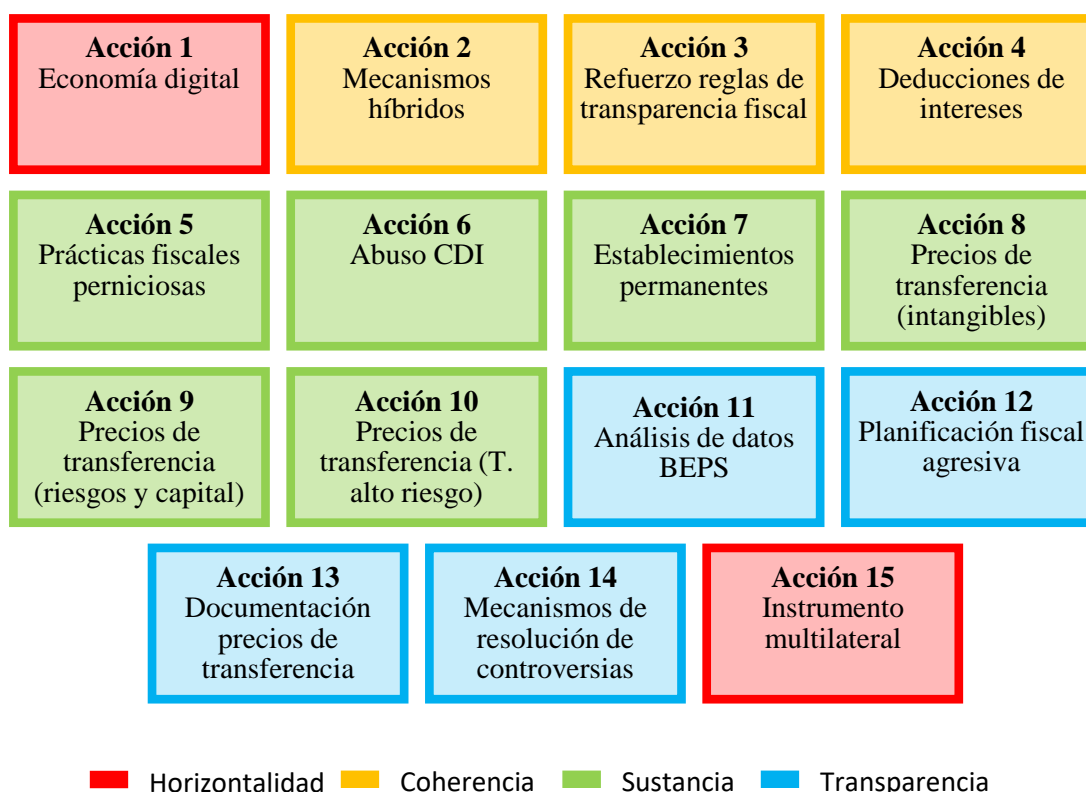 Acción 1
Economía digital
Acción 2
Mecanismos
híbridos
Acción 3
Refuerzo reglas de
transparencia fiscal
Acción 4
Deducciones de
intereses
Acción 5
Prácticas fiscales
perniciosas
Acción 6
Abuso CDI
Acción 7
Establecimientos
permanentes
Acción 8
Precios de
transferencia
(intangibles)
Acción 9
Precios de
transferencia
(riesgos y capital)
Acción 10
Precios de
transferencia (T.
alto riesgo)
Acción 11
Análisis de datos
BEPS
Acción 12
Planificación fiscal
agresiva
Acción 13
Documentación
precios de
transferencia
Acción 14
Mecanismos de
resolución de
controversias
Acción 15
Instrumento
multilateral
Horizontalidad
Coherencia
Sustancia
Transparencia